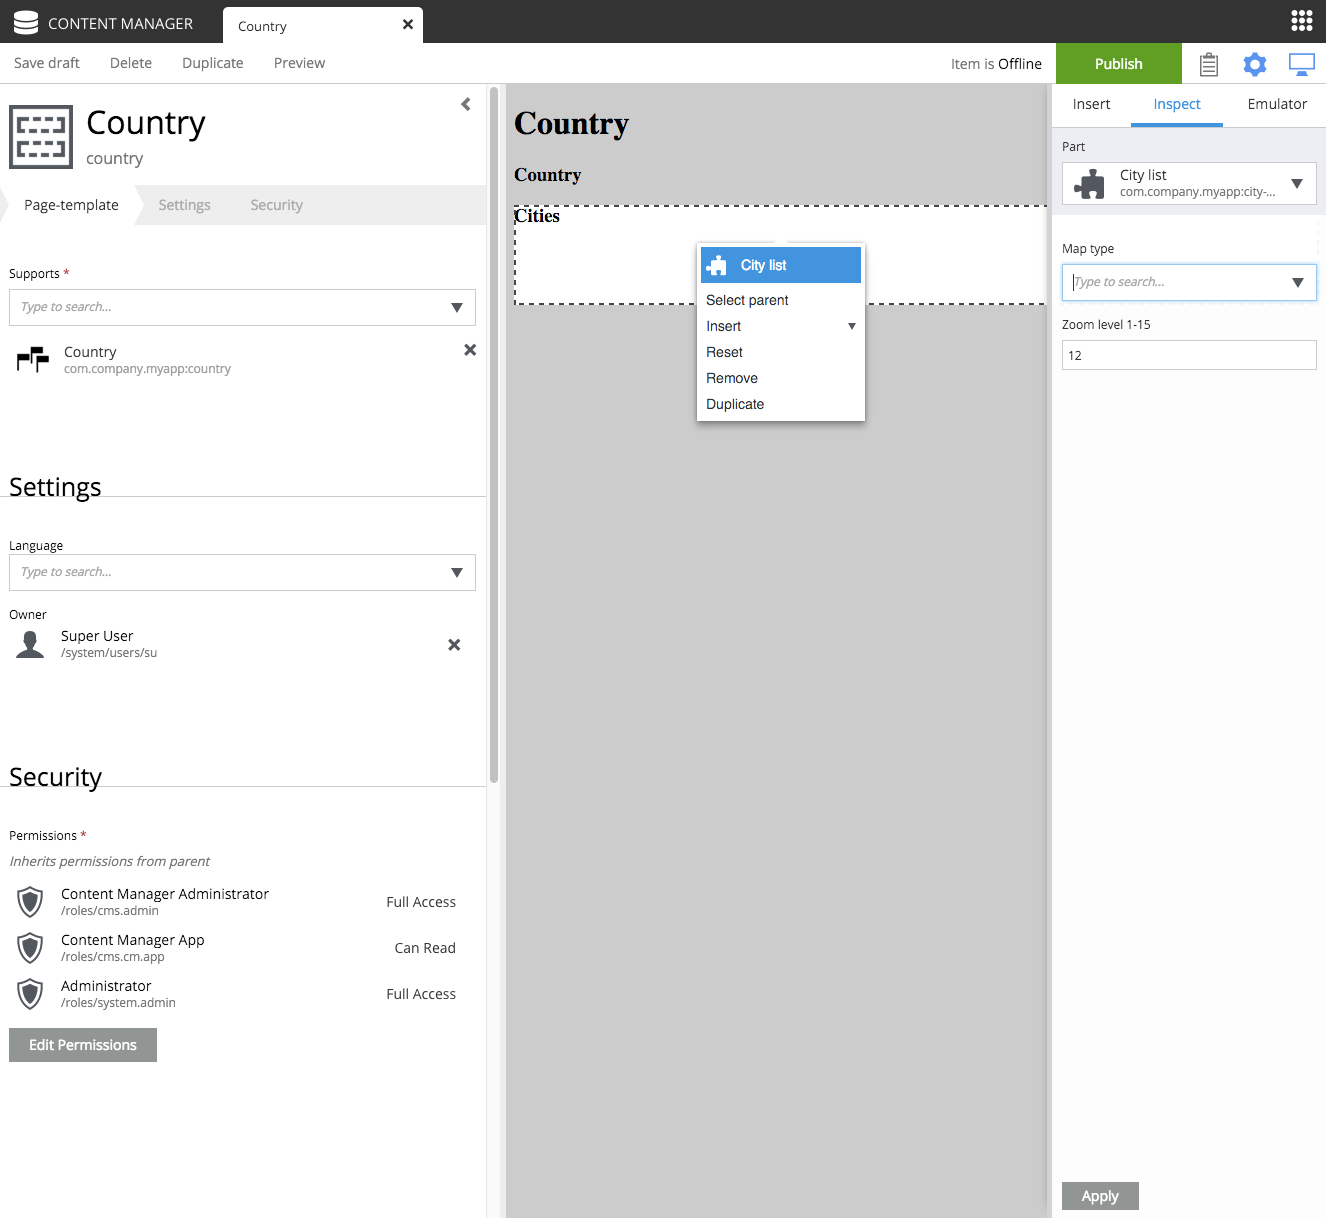 CONTENT MANAGER
Country
Save draft
Delete
Duplicate
Preview
Item is Offline
Publish
Country
country
Page-template
Settings
Security
Supports *
Type to search...
Country
com.company.myapp:country
Settings
Language
Type to search...
Owner
Super User
/system/users/su
Security
Permissions *
Inherits permissions from parent
Content Manager Administrator
/roles/cms.admin
Full Access
Content Manager App
/roles/cms.cm.app
Can Read
Administrator
/roles/system.admin
Full Access
Edit Permissions
Country
Country
Cities
City list
Select parent
Insert
Reset
Remove
Duplicate
Insert
Inspect
Emulator
Part
City list
com.company.myapp:city-...
Map type
Type to search...
Zoom level 1-15
12
Apply